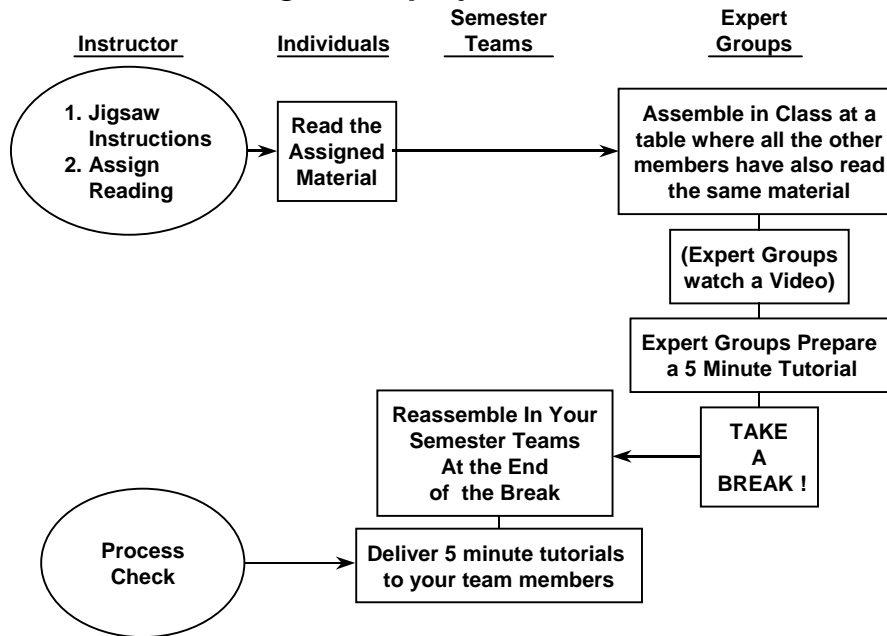 Instructor
Individuals
Semester
Teams
Expert
Groups
1. Jigsaw
Instructions
2. Assign
Reading
Read the
Assigned
Material
Assemble in Class at a
table where all the other
members have also read
the same material
(Expert Groups
watch a Video)
Expert Groups Prepare
a 5 Minute Tutorial
TAKE
A
BREAK !
Reassemble In Your
Semester Teams
At the End
of the Break
Process
Check
Deliver 5 minute tutorials
to your team members